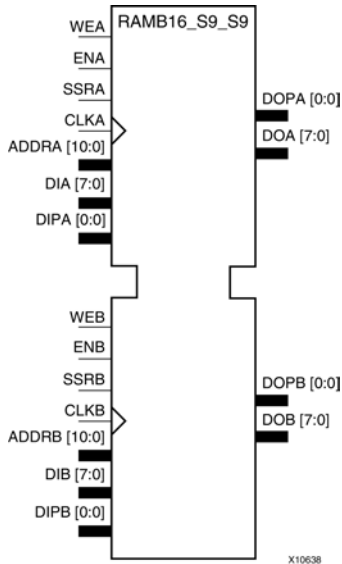 RAMB16_S9_S9
WEA
ENA
SSRA
CLKA
ADDRA [10:0]
DIA [7:0]
DIPA [0:0]
DOPA [0:0]
DOA [7:0]
WEB
ENB
SSRB
CLKB
ADDRB [10:0]
DIB [7:0]
DIPB [0:0]
DOPB [0:0]
DOB [7:0]
X10638